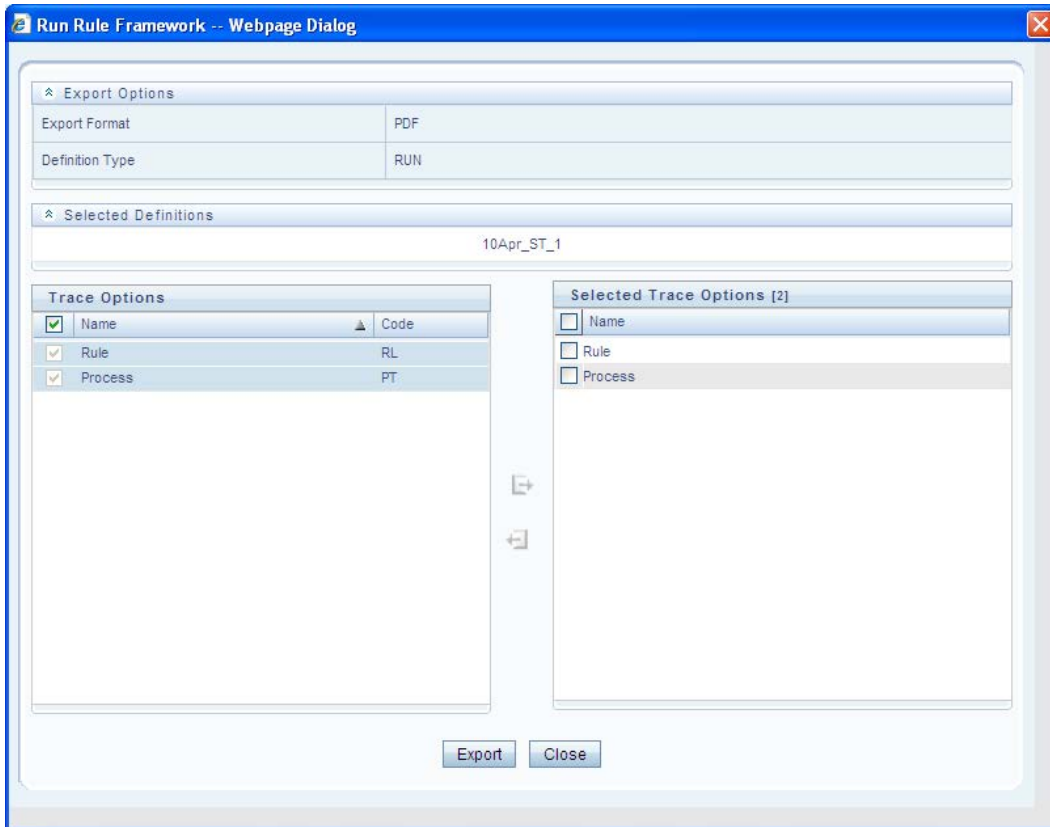 Run Rule Framework -- Webpage Dialog
Export Options
Export Format PDF
Definition Type RUN
Selected Definitions
10Apr_ST_1
Trace Options
Name Code
Rule RL
Process PT
Selected Trace Options [2]
Name
Rule
Process
Export Close